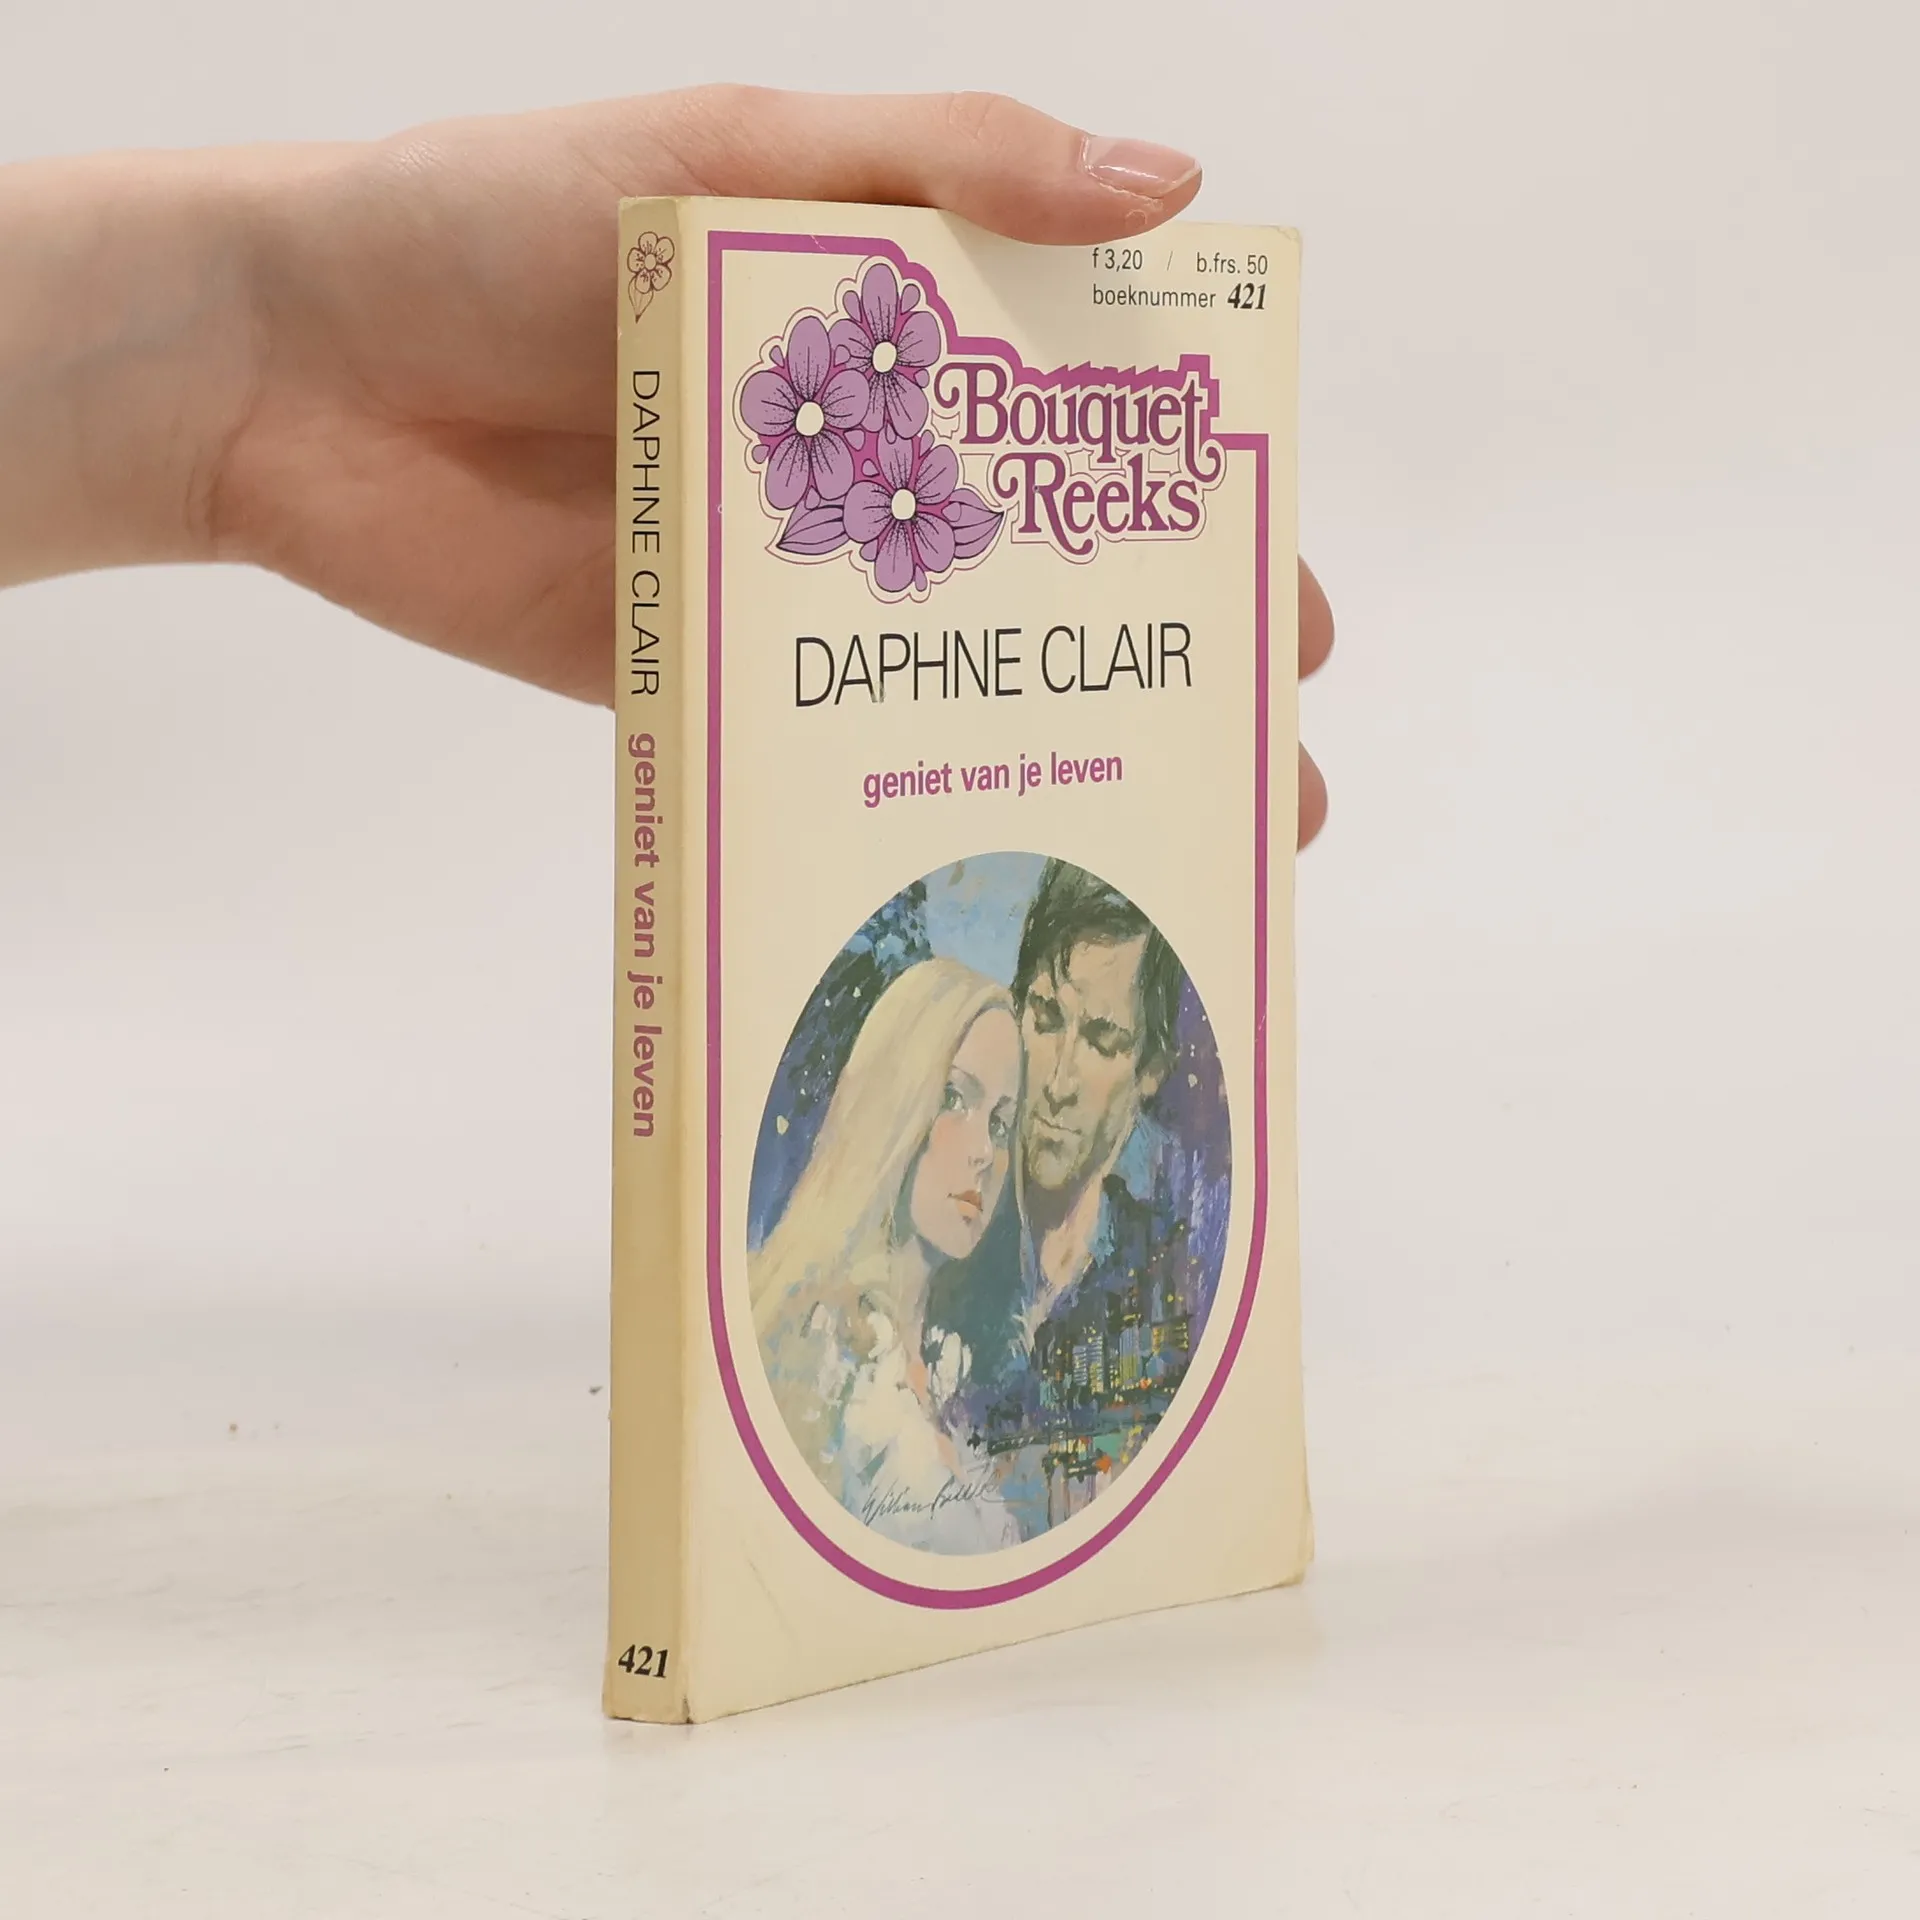 f 3,20 / b.frs. 50
boeknummer 421
Bouquet
Reeks
DAPHNE CLAIR
geniet van je leven
DAPHNE CLAIR geniet van je leven
421
William